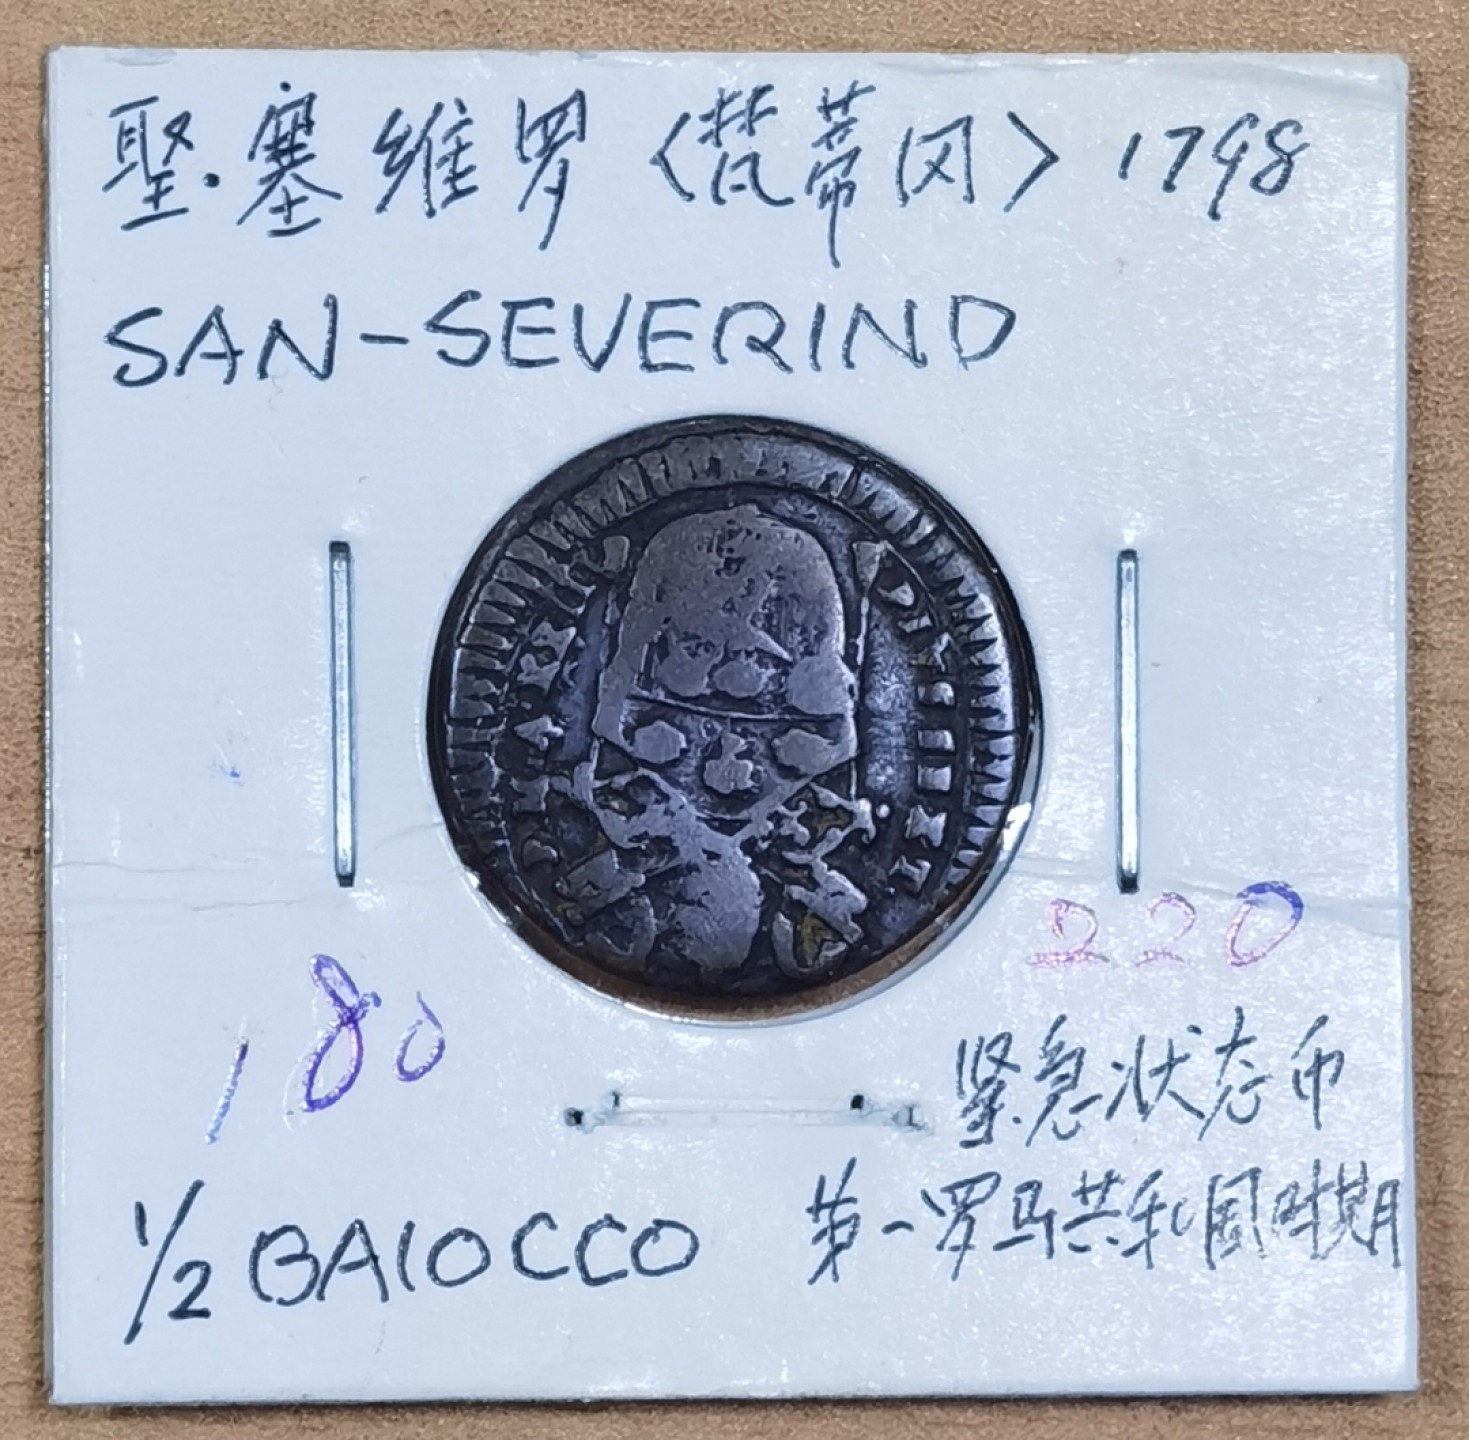 聖.塞维罗〈梵蒂冈〉1798
SAN-SEVERIND
220
180
紧急状态币
1/2 BAIOCCO
第一罗马共和国时期